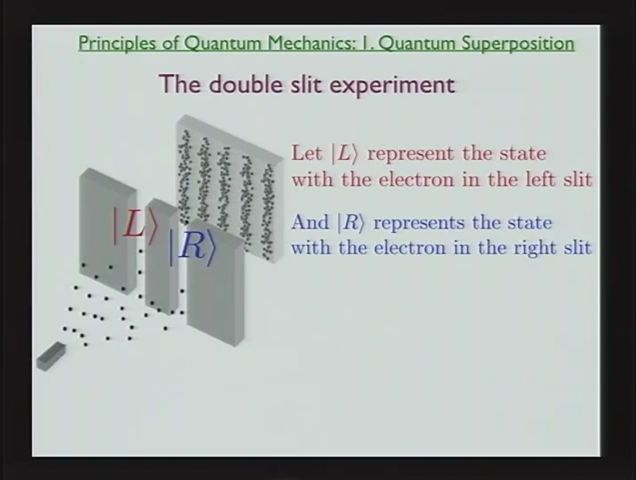 Principles of Quantum Mechanics: 1. Quantum Superposition
The double slit experiment
Let |L⟩ represent the state
with the electron in the left slit
And |R⟩ represents the state
with the electron in the right slit
|L⟩
|R⟩